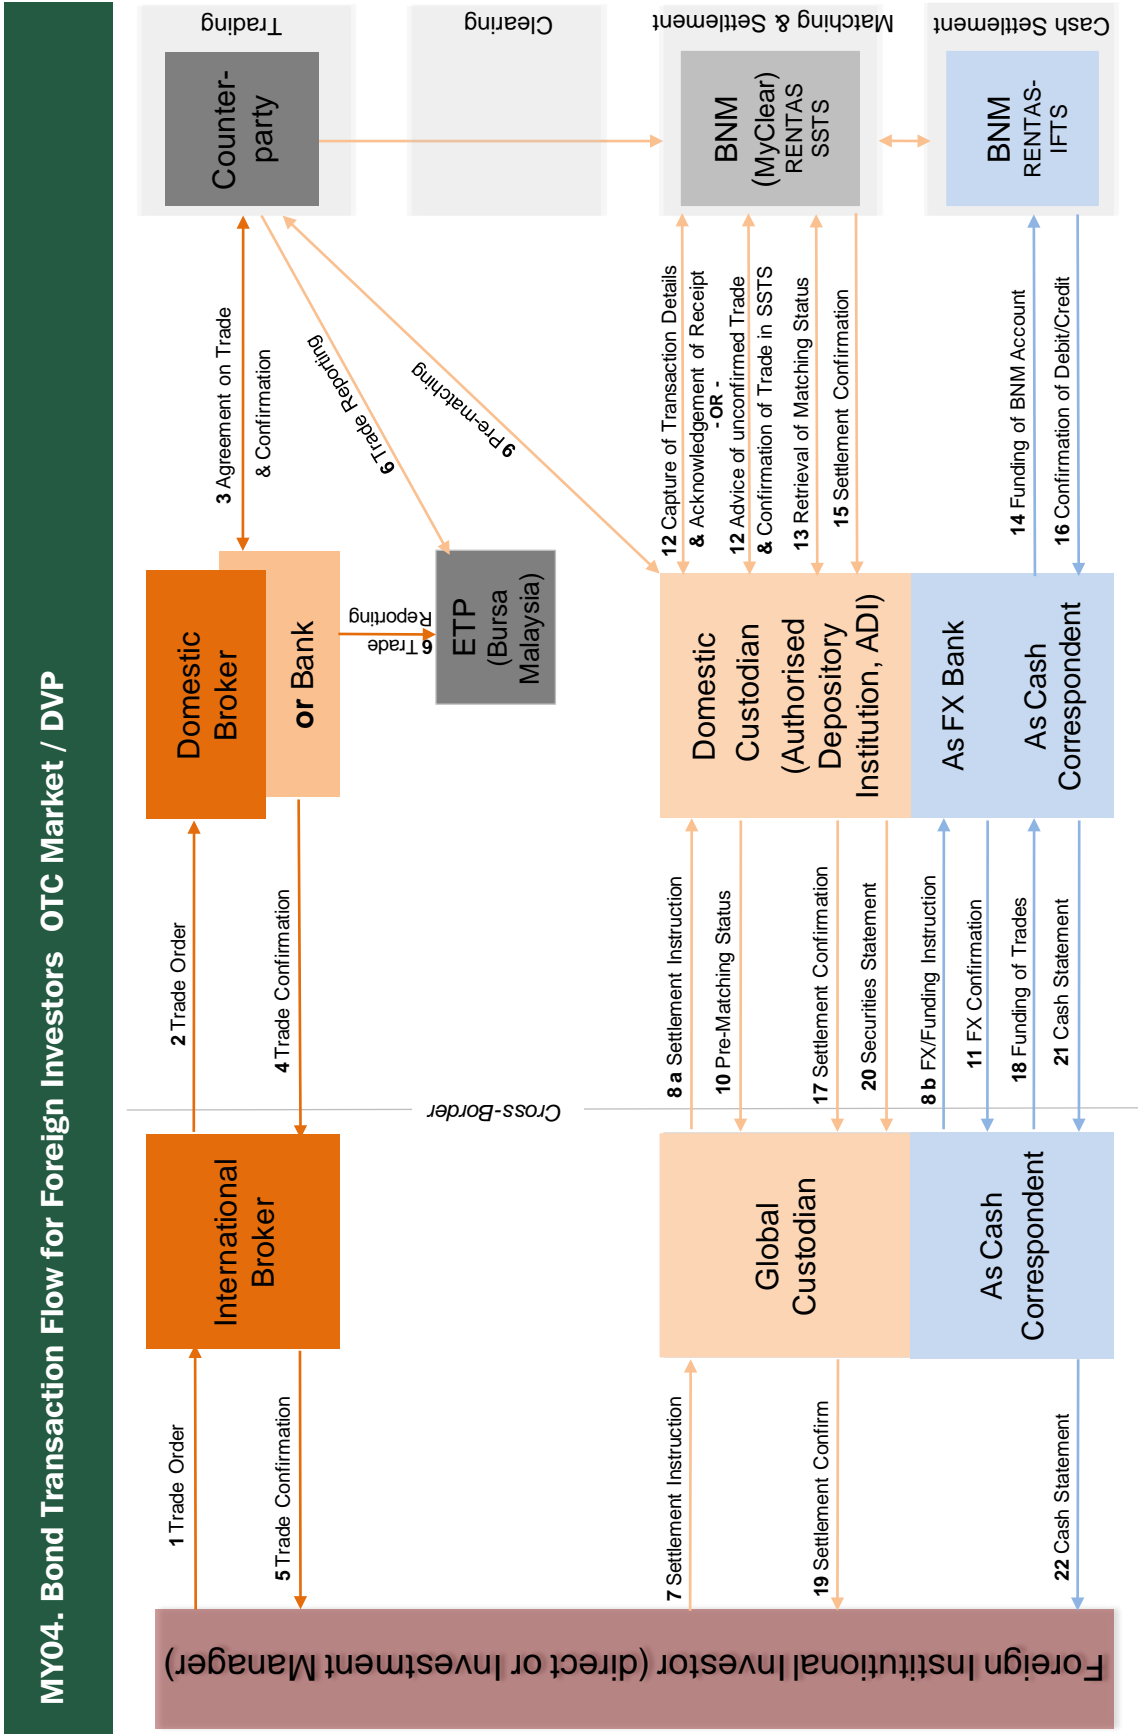 MY04. Bond Transaction Flow for Foreign Investors OTC Market / DVP
Foreign Institutional Investor (direct or Investment Manager)
1 Trade Order
5 Trade Confirmation
7 Settlement Instruction
19 Settlement Confirm
22 Cash Statement
International
Broker
Global
Custodian
As Cash
Correspondent
Cross-Border
2 Trade Order
4 Trade Confirmation
8 a Settlement Instruction
10 Pre-Matching Status
17 Settlement Confirmation
20 Securities Statement
8 b FX/Funding Instruction
11 FX Confirmation
18 Funding of Trades
21 Cash Statement
Domestic
Broker
or Bank
6 Trade
Reporting
ETP
(Bursa
Malaysia)
Domestic
Custodian
(Authorised
Depository
Institution, ADI)
As FX Bank
As Cash
Correspondent
3 Agreement on Trade
& Confirmation
6 Trade Reporting
9 Pre-matching
12 Capture of Transaction Details
& Acknowledgement of Receipt
- OR -
12 Advice of unconfirmed Trade
& Confirmation of Trade in SSTS
13 Retrieval of Matching Status
15 Settlement Confirmation
14 Funding of BNM Account
16 Confirmation of Debit/Credit
Trading
Counter-
party
Clearing
Matching & Settlement
BNM
(MyClear)
RENTAS
SSTS
Cash Settlement
BNM
RENTAS-
IFTS